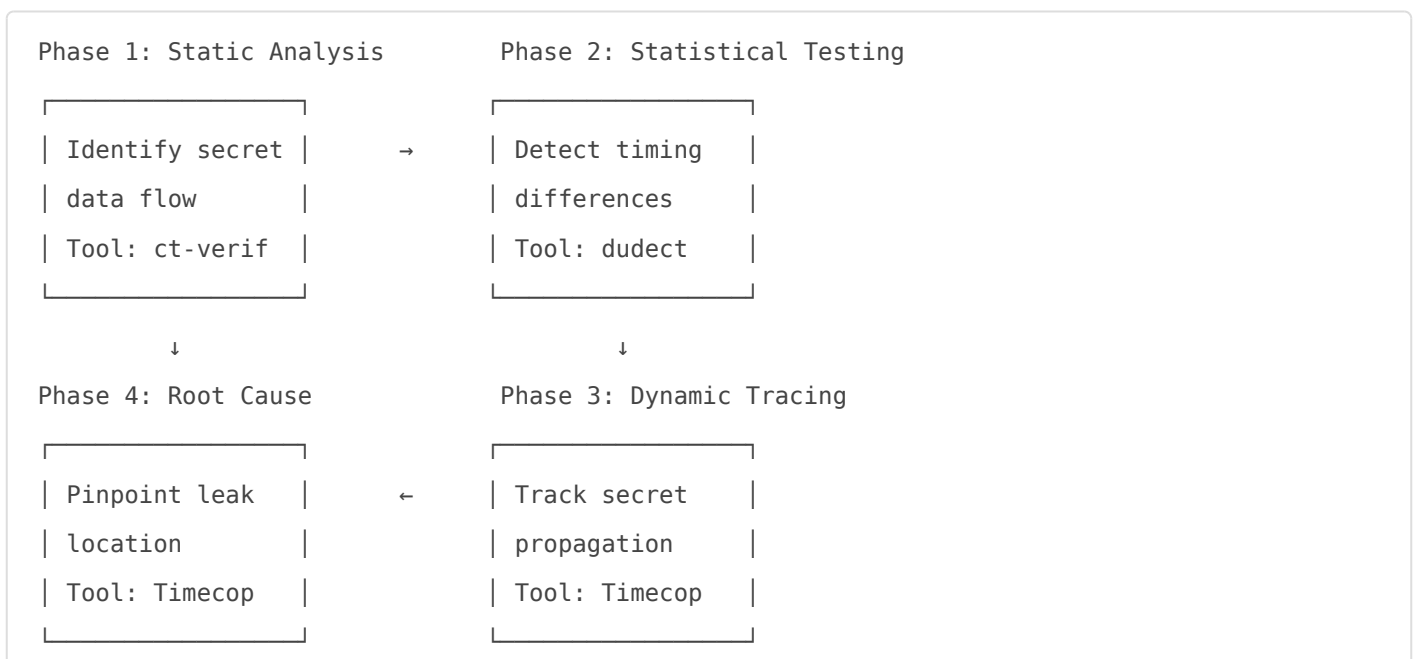 Phase 1: Static Analysis        Phase 2: Statistical Testing
┌─────────────────┐            ┌─────────────────┐
│ Identify secret │      →     │ Detect timing   │
│ data flow       │            │ differences     │
│ Tool: ct-verif  │            │ Tool: dudect    │
└─────────────────┘            └─────────────────┘
         ↓                              ↓
Phase 4: Root Cause             Phase 3: Dynamic Tracing
┌─────────────────┐            ┌─────────────────┐
│ Pinpoint leak   │      ←     │ Track secret    │
│ location        │            │ propagation     │
│ Tool: Timecop   │            │ Tool: Timecop   │
└─────────────────┘            └─────────────────┘